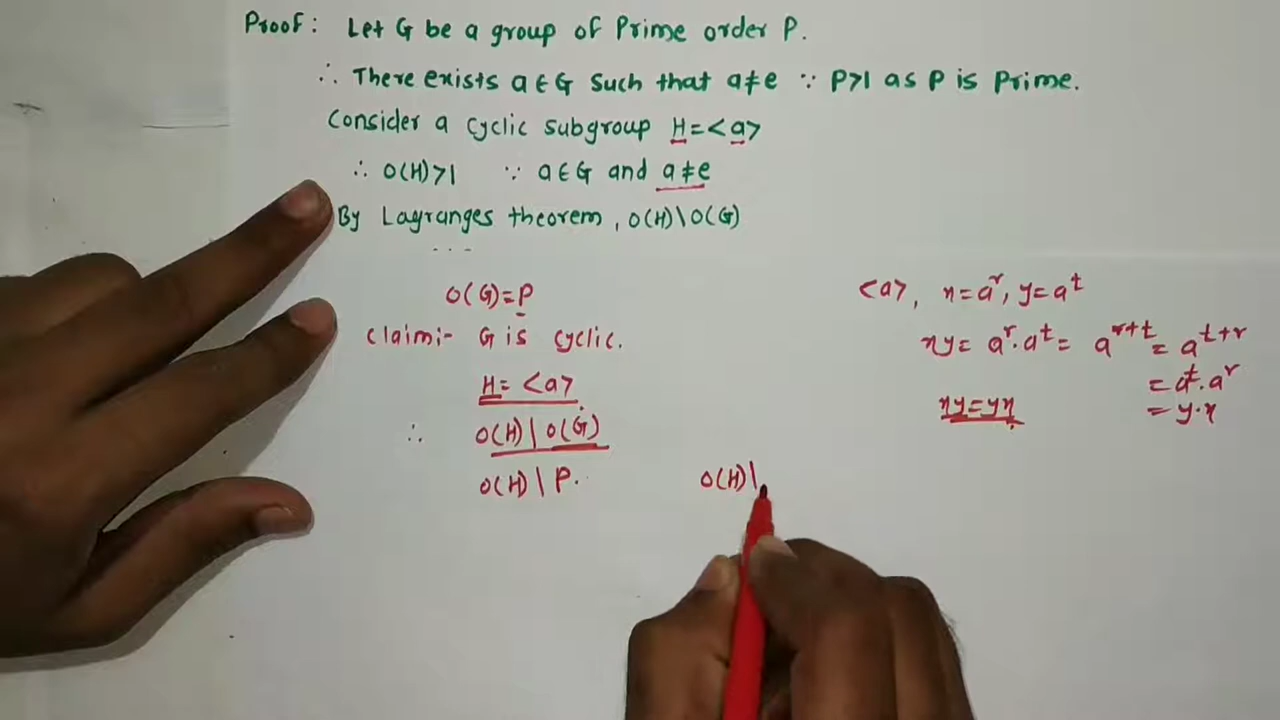 Proof: Let G be a group of Prime order P.
∴ There exists a∈G such that a≠e ∵ P>1 as P is Prime.
Consider a cyclic subgroup H=<a>
∴ O(H)>1 ∵ a∈G and a≠e
By Lagranges theorem, O(H)\O(G)
O(G)=P
Claim:- G is cyclic.
H= <a>
∴ O(H) | O(G)
O(H) \ P.
O(H)\
<a>, x=a^r, y=a^t
xy= a^r.a^t= a^{r+t} = a^{t+r}
= a^t.a^r
xy=yx = y.x